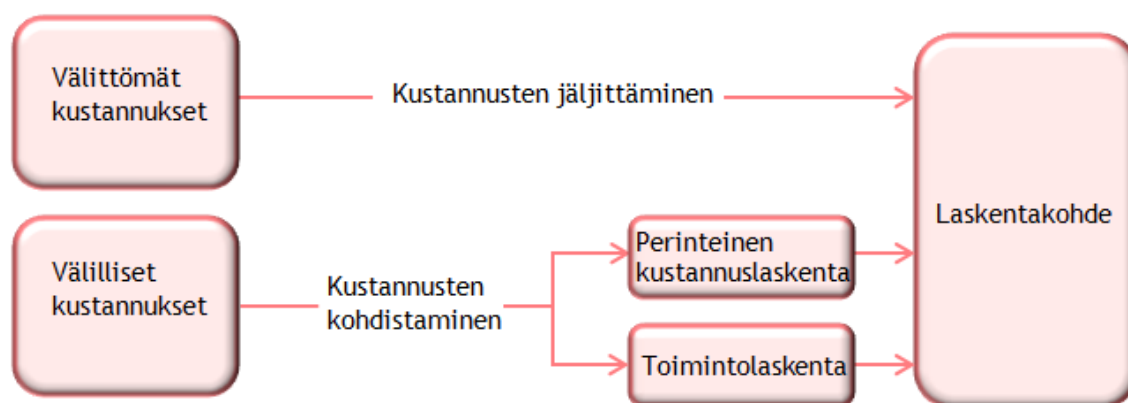 Välittömät
kustannukset
Kustannusten jäljittäminen
Laskentakohde
Välilliset
kustannukset
Kustannusten
kohdistaminen
Perinteinen
kustannuslaskenta
Toimintolaskenta